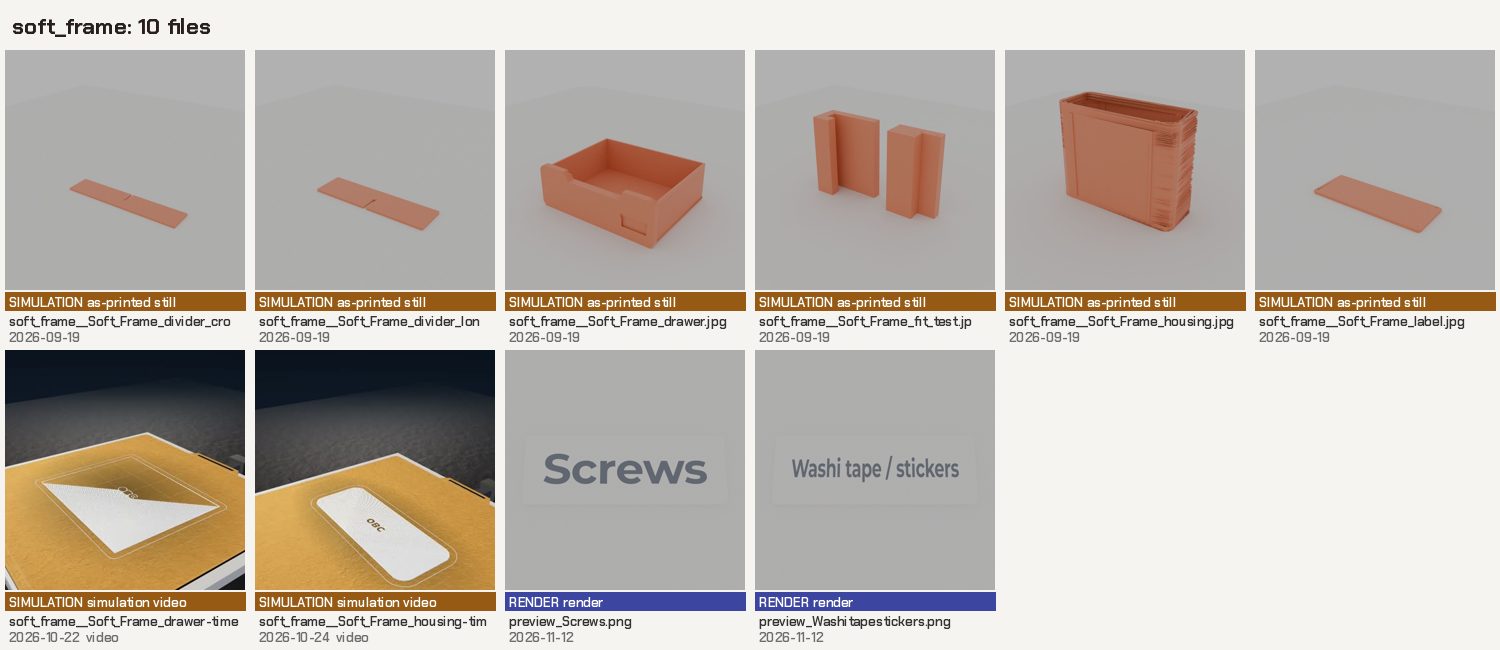 soft_frame: 10 files
SIMULATION as-printed still
soft_frame__Soft_Frame_divider_cro
2026-09-19
SIMULATION as-printed still
soft_frame__Soft_Frame_divider_lon
2026-09-19
SIMULATION as-printed still
soft_frame__Soft_Frame_drawer.jpg
2026-09-19
SIMULATION as-printed still
soft_frame__Soft_Frame_fit_test.jp
2026-09-19
SIMULATION as-printed still
soft_frame__Soft_Frame_housing.jpg
2026-09-19
SIMULATION as-printed still
soft_frame__Soft_Frame_label.jpg
2026-09-19
SIMULATION simulation video
soft_frame__Soft_Frame_drawer-time
2026-10-22 video
OBC
SIMULATION simulation video
soft_frame__Soft_Frame_housing-tim
2026-10-24 video
Screws
RENDER render
preview_Screws.png
2026-11-12
Washi tape / stickers
RENDER render
preview_Washitapestickers.png
2026-11-12